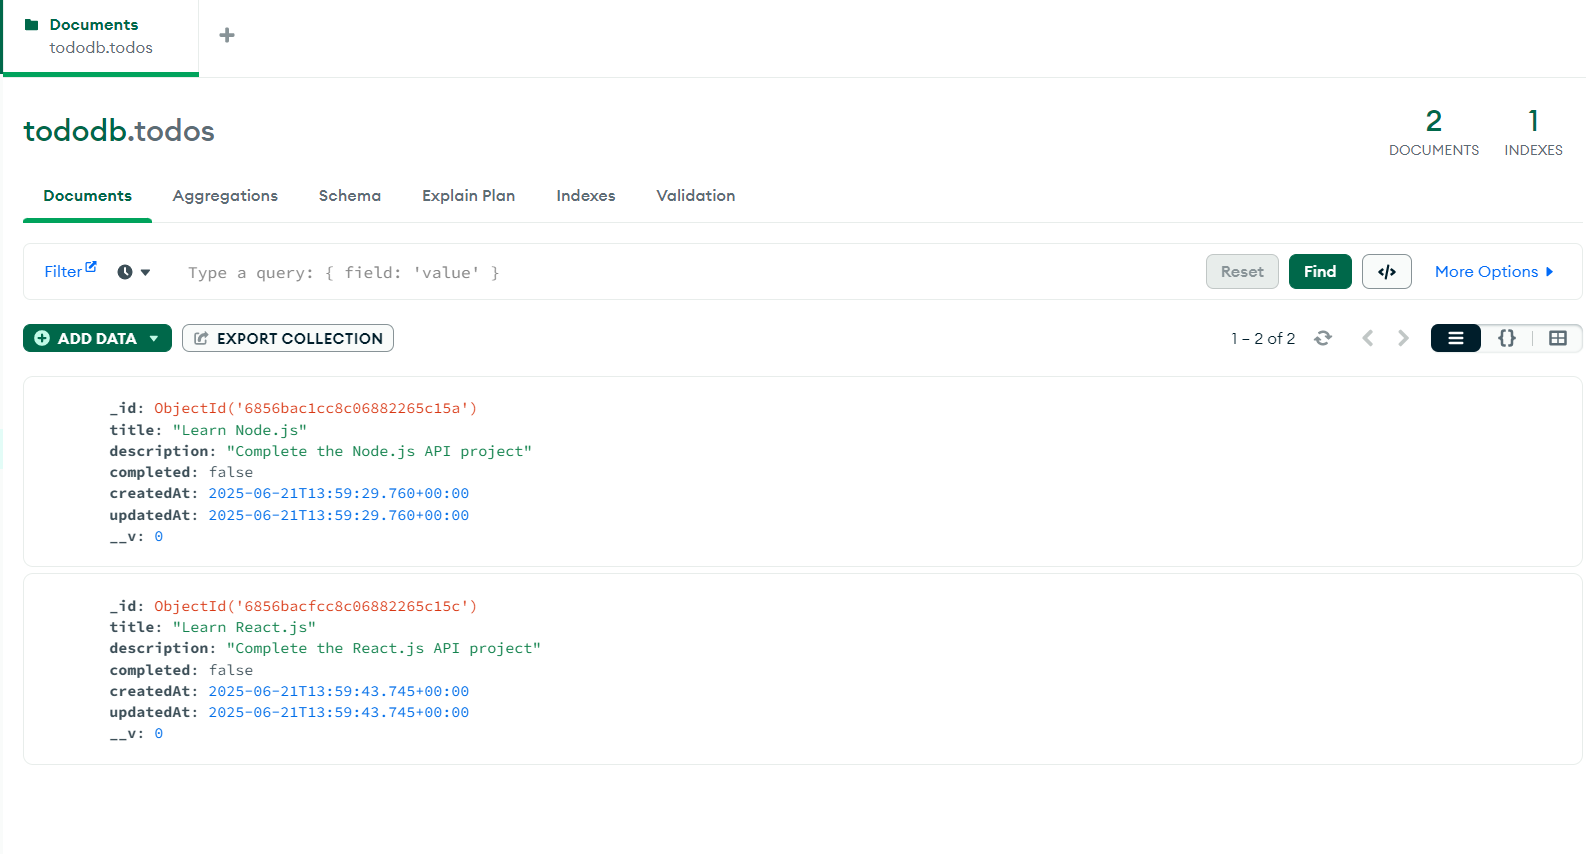 Documents
tododb.todos
tododb.todos
2
DOCUMENTS
1
INDEXES
Documents Aggregations Schema Explain Plan Indexes Validation
Filter Type a query: { field: 'value' } Reset Find </> More Options
ADD DATA EXPORT COLLECTION 1 – 2 of 2 {}
_id: ObjectId('6856bac1cc8c06882265c15a')
title: "Learn Node.js"
description: "Complete the Node.js API project"
completed: false
createdAt: 2025-06-21T13:59:29.760+00:00
updatedAt: 2025-06-21T13:59:29.760+00:00
__v: 0
_id: ObjectId('6856bacfcc8c06882265c15c')
title: "Learn React.js"
description: "Complete the React.js API project"
completed: false
createdAt: 2025-06-21T13:59:43.745+00:00
updatedAt: 2025-06-21T13:59:43.745+00:00
__v: 0